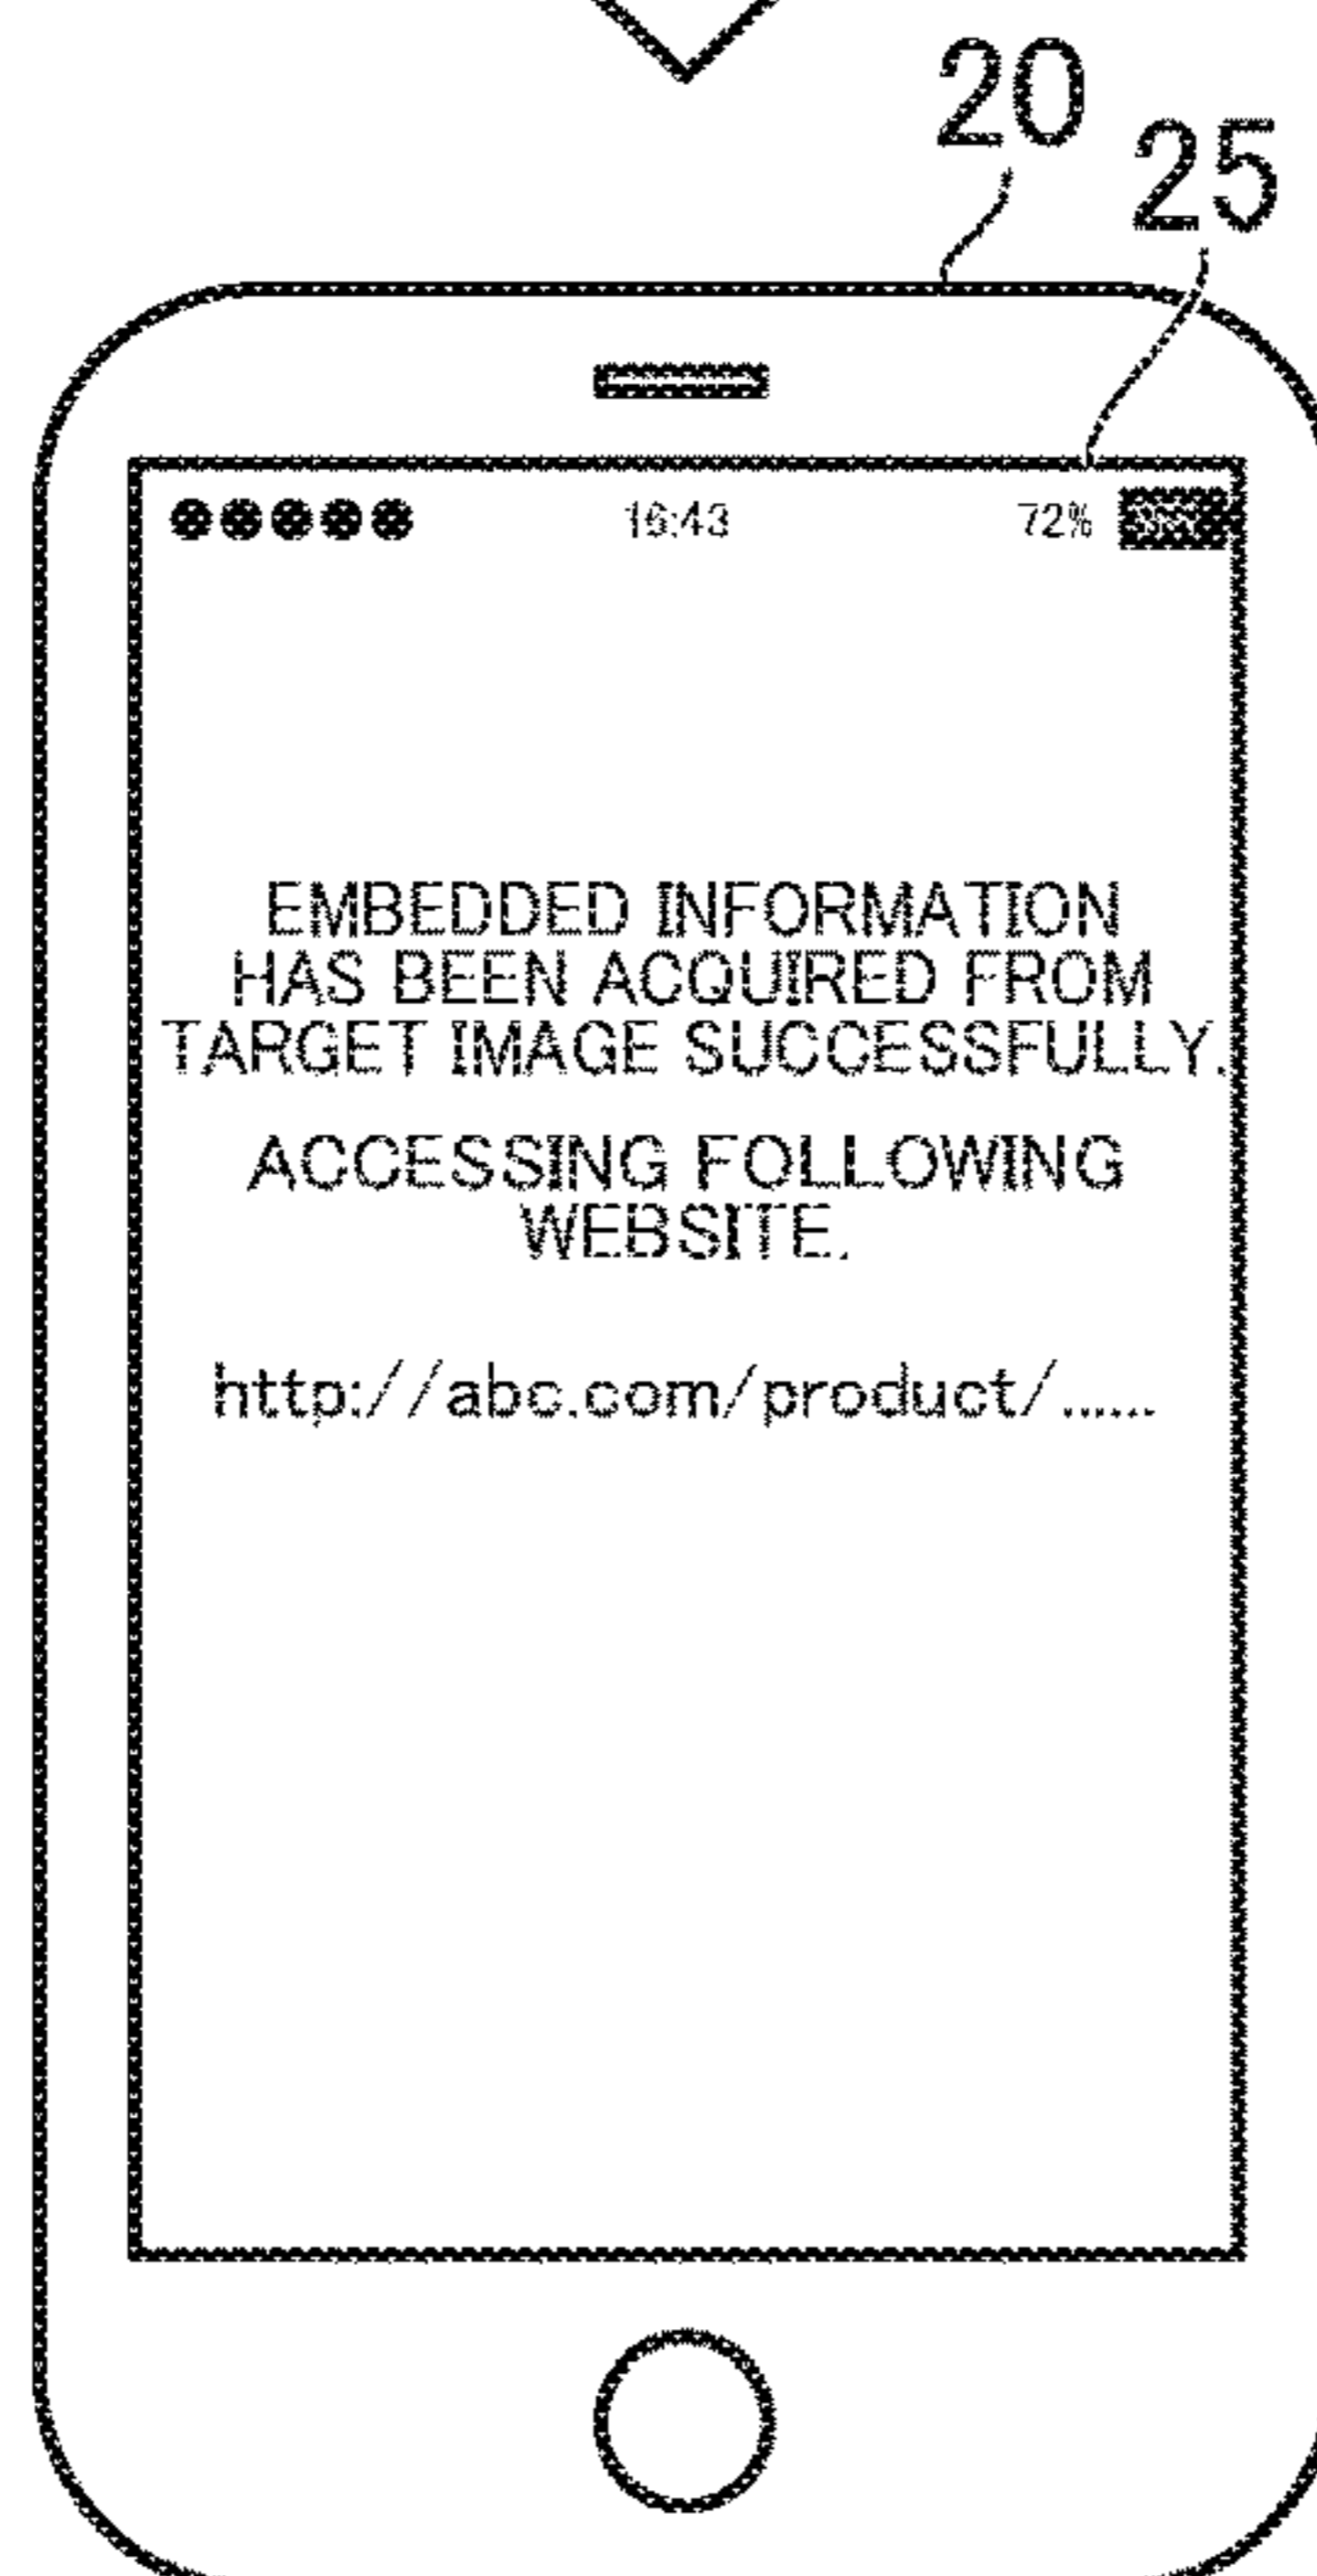 20
25
16:43 72%
EMBEDDED INFORMATION
HAS BEEN ACQUIRED FROM
TARGET IMAGE SUCCESSFULLY.
ACCESSING FOLLOWING
WEBSITE.
http://abc.com/product/......